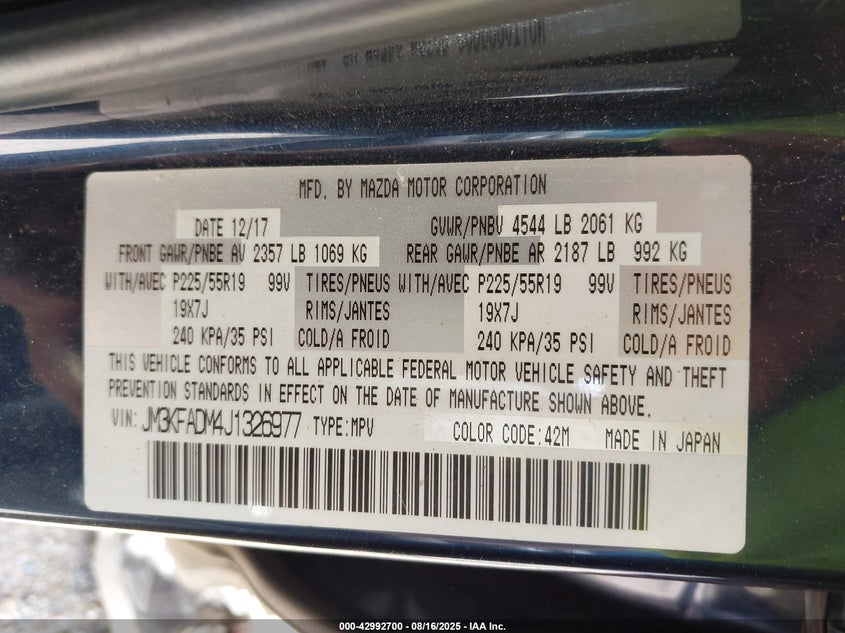 MFD. BY MAZDA MOTOR CORPORATION
DATE 12/17 GVWR/PNBV 4544 LB 2061 KG
FRONT GAWR/PNBE AV 2357 LB 1069 KG REAR GAWR/PNBE AR 2187 LB 992 KG
WITH/AVEC P225/55R19 99V TIRES/PNEUS WITH/AVEC P225/55R19 99V TIRES/PNEUS
19X7J RIMS/JANTES 19X7J RIMS/JANTES
240 KPA/35 PSI COLD/A FROID 240 KPA/35 PSI COLD/A FROID
THIS VEHICLE CONFORMS TO ALL APPLICABLE FEDERAL MOTOR VEHICLE SAFETY AND THEFT
PREVENTION STANDARDS IN EFFECT ON THE DATE OF MANUFACTURE SHOWN ABOVE.
VIN: JM3KFADM4J1326977 TYPE:MPV COLOR CODE:42M MADE IN JAPAN
000-42992700 - 08/16/2025 - IAA Inc.